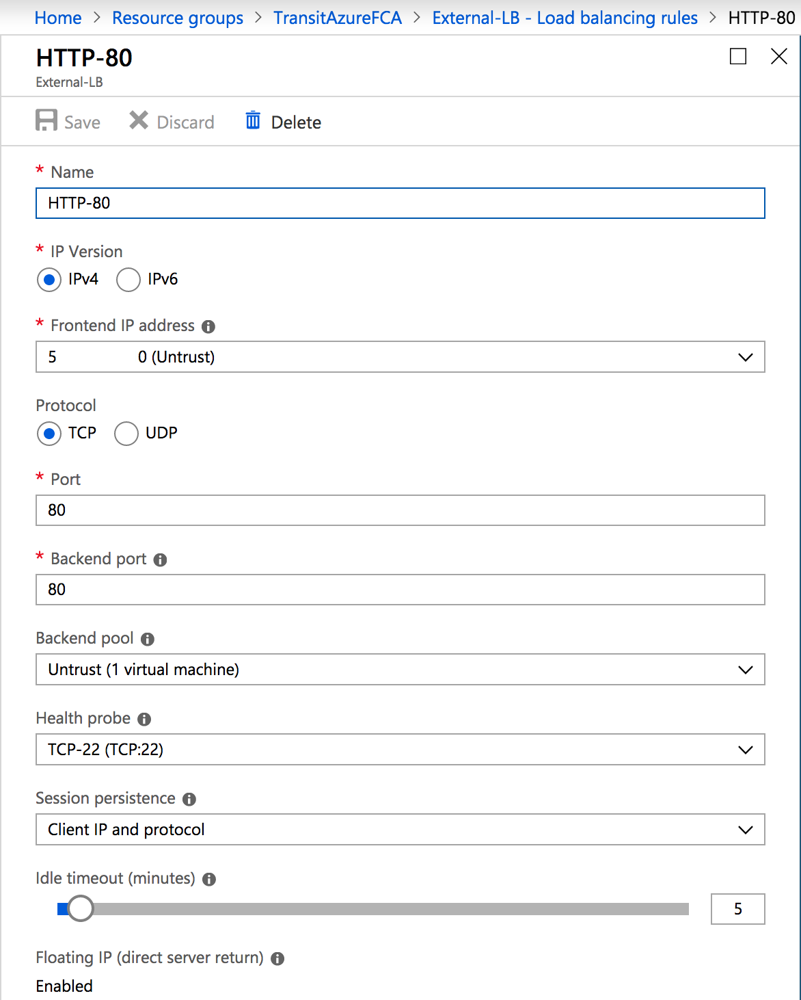 Home > Resource groups > TransitAzureFCA > External-LB - Load balancing rules > HTTP-80
HTTP-80
External-LB
Save Discard Delete
* Name
HTTP-80
* IP Version
IPv4 IPv6
* Frontend IP address
5 0 (Untrust)
Protocol
TCP UDP
* Port
80
* Backend port
80
Backend pool
Untrust (1 virtual machine)
Health probe
TCP-22 (TCP:22)
Session persistence
Client IP and protocol
Idle timeout (minutes)
5
Floating IP (direct server return)
Enabled